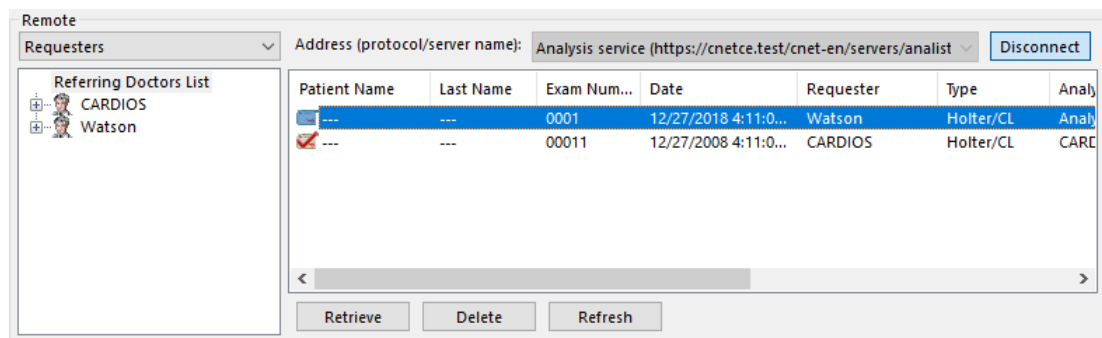 Remote
Requesters
Address (protocol/server name):
Analysis service (https://cnetce.test/cnet-en/servers/analist
Disconnect
Referring Doctors List
CARDIOS
Watson
Patient Name Last Name Exam Num... Date Requester Type Analy
--- --- 0001 12/27/2018 4:11:0... Watson Holter/CL Analy
--- --- 00011 12/27/2008 4:11:0... CARDIOS Holter/CL CARD
Retrieve Delete Refresh